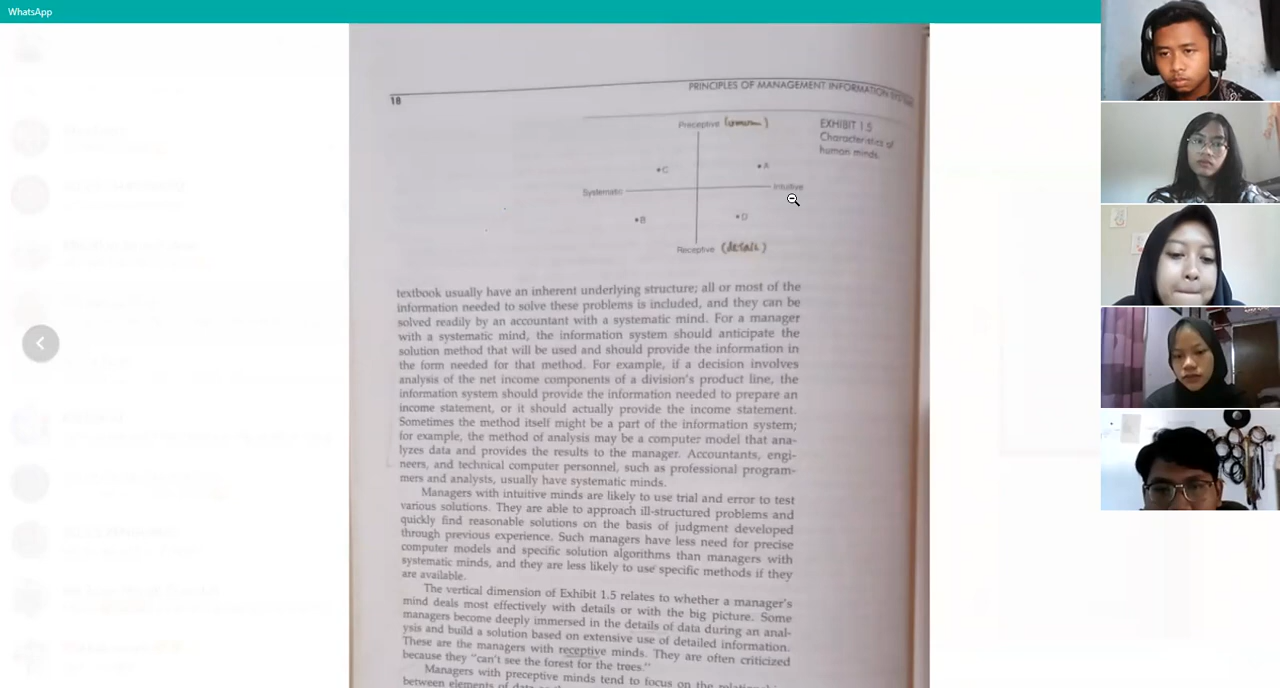 WhatsApp
18
PRINCIPLES OF MANAGEMENT INFORMATION
Preceptive (umum)
EXHIBIT 1.5
Characteristics of
human minds.
•C
•A
Systematic
Intuitive
•B
•D
Receptive (detail)
textbook usually have an inherent underlying structure; all or most of the
information needed to solve these problems is included, and they can be
solved readily by an accountant with a systematic mind. For a manager
with a systematic mind, the information system should anticipate the
solution method that will be used and should provide the information in
the form needed for that method. For example, if a decision involves
analysis of the net income components of a division's product line, the
information system should provide the information needed to prepare an
income statement, or it should actually provide the income statement.
Sometimes the method itself might be a part of the information system;
for example, the method of analysis may be a computer model that ana-
lyzes data and provides the results to the manager. Accountants, engi-
neers, and technical computer personnel, such as professional program-
mers and analysts, usually have systematic minds.
Managers with intuitive minds are likely to use trial and error to test
various solutions. They are able to approach ill-structured problems and
quickly find reasonable solutions on the basis of judgment developed
through previous experience. Such managers have less need for precise
computer models and specific solution algorithms than managers with
systematic minds, and they are less likely to use specific methods if they
are available.
The vertical dimension of Exhibit 1.5 relates to whether a manager's
mind deals most effectively with details or with the big picture. Some
managers become deeply immersed in the details of data during an anal-
ysis and build a solution based on extensive use of detailed information.
These are the managers with receptive minds. They are often criticized
because they "can't see the forest for the trees."
Managers with preceptive minds tend to focus on the
between elements of data